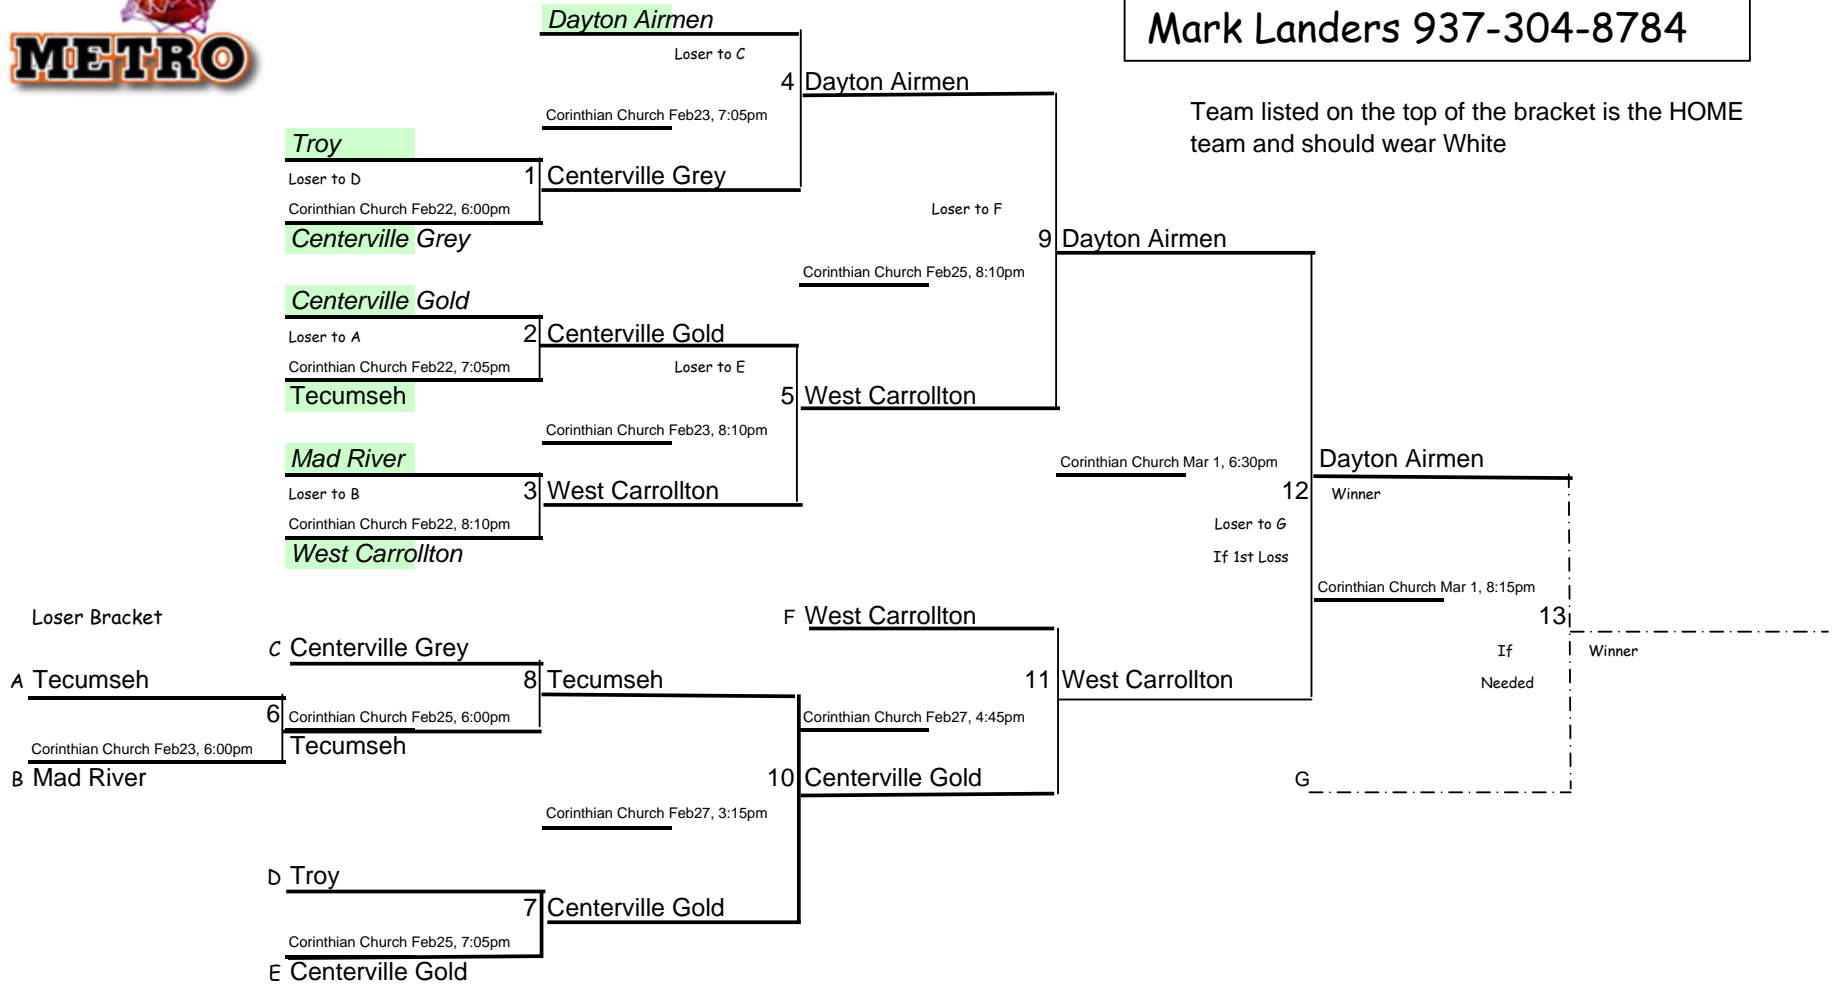 METRO
Mark Landers 937-304-8784
Team listed on the top of the bracket is the HOME
team and should wear White
Dayton Airmen
Loser to C
4 Dayton Airmen
Corinthian Church Feb23, 7:05pm
Troy
Loser to D
1 Centerville Grey
Corinthian Church Feb22, 6:00pm
Centerville Grey
Loser to F
9 Dayton Airmen
Corinthian Church Feb25, 8:10pm
Centerville Gold
Loser to A
2 Centerville Gold
Corinthian Church Feb22, 7:05pm
Loser to E
Tecumseh
5 West Carrollton
Corinthian Church Feb23, 8:10pm
Mad River
Loser to B
3 West Carrollton
Corinthian Church Feb22, 8:10pm
West Carrollton
Corinthian Church Mar 1, 6:30pm
Dayton Airmen
12
Winner
Loser to G
If 1st Loss
Corinthian Church Mar 1, 8:15pm
13
If
Needed
Winner
Loser Bracket
F West Carrollton
C Centerville Grey
A Tecumseh
8 Tecumseh
11 West Carrollton
6
Corinthian Church Feb25, 6:00pm
Corinthian Church Feb27, 4:45pm
Corinthian Church Feb23, 6:00pm
Tecumseh
B Mad River
10 Centerville Gold
G
Corinthian Church Feb27, 3:15pm
D Troy
7 Centerville Gold
Corinthian Church Feb25, 7:05pm
E Centerville Gold